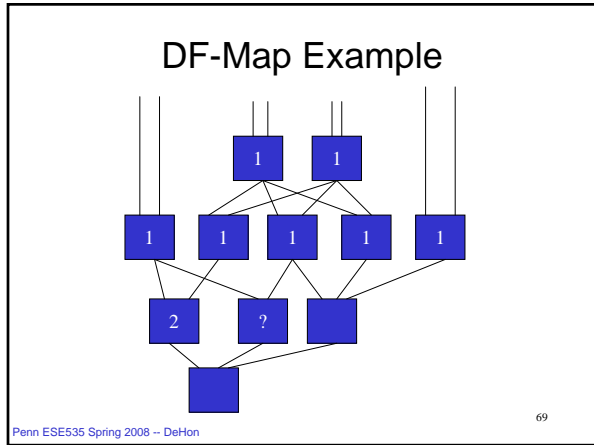 DF-Map Example
1 1
1 1 1 1 1
2 ?
69
Penn ESE535 Spring 2008 -- DeHon